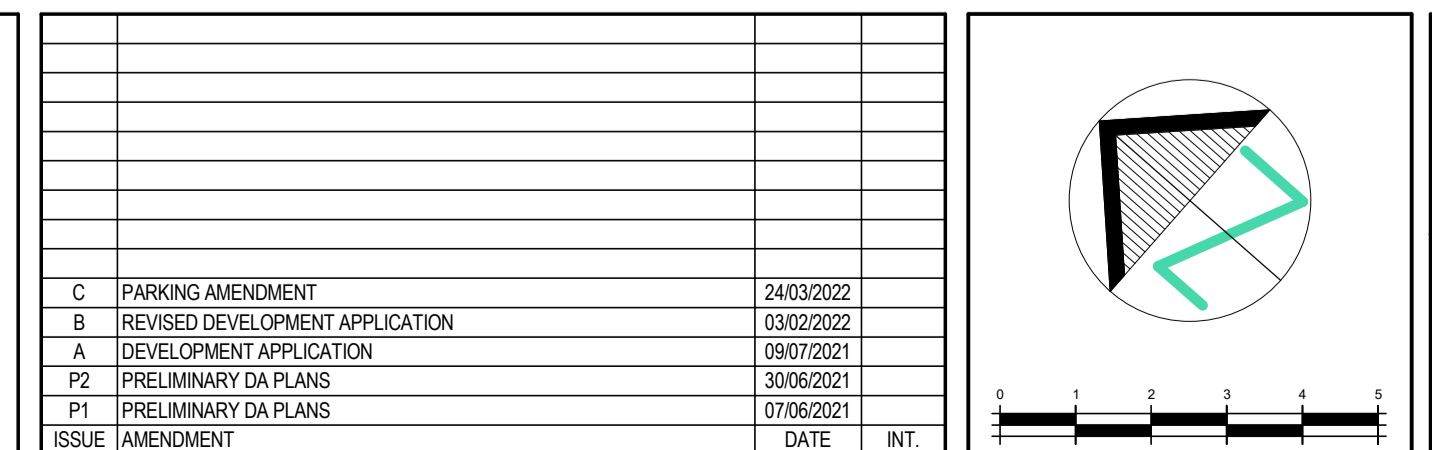 C PARKING AMENDMENT 24/03/2022
B REVISED DEVELOPMENT APPLICATION 03/02/2022
A DEVELOPMENT APPLICATION 09/07/2021
P2 PRELIMINARY DA PLANS 30/06/2021
P1 PRELIMINARY DA PLANS 07/06/2021
ISSUE AMENDMENT DATE INT.
N
0 1 2 3 4 5